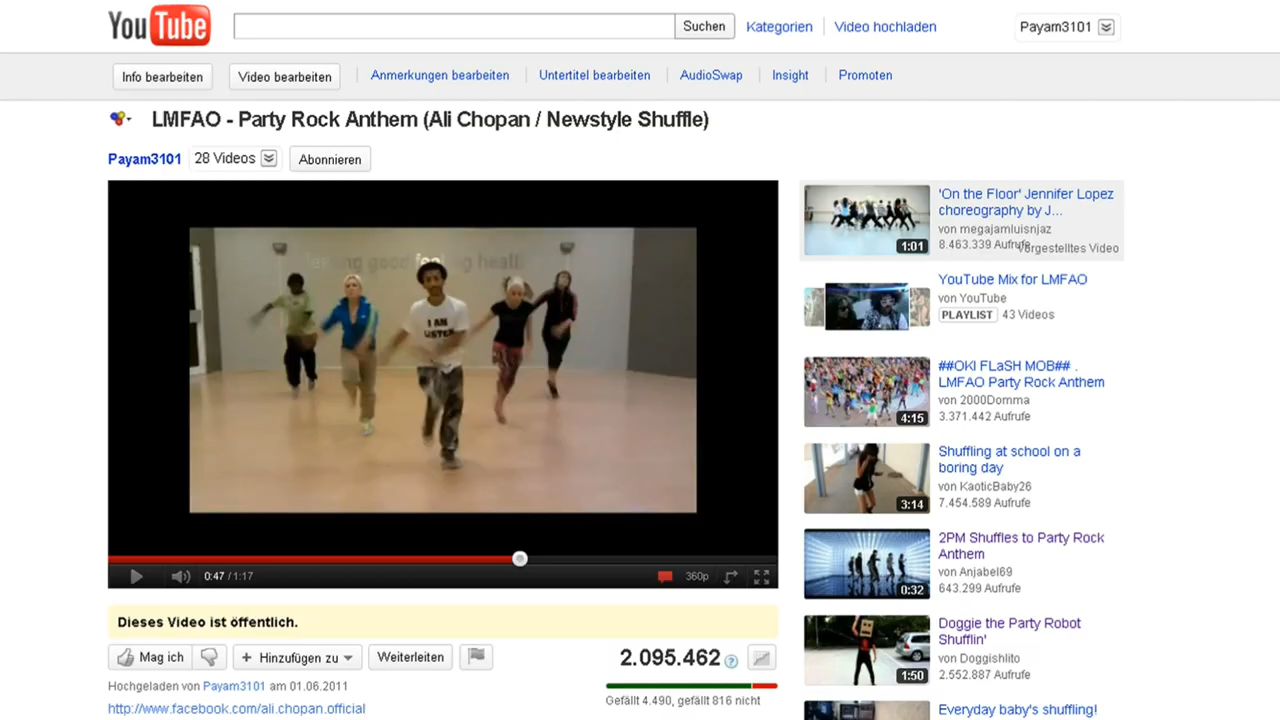 YouTube
Suchen
Kategorien
Video hochladen
Payam3101
Info bearbeiten
Video bearbeiten
Anmerkungen bearbeiten
Untertitel bearbeiten
AudioSwap
Insight
Promoten
LMFAO - Party Rock Anthem (Ali Chopan / Newstyle Shuffle)
Payam3101
28 Videos
Abonnieren
feeling good feeling health
I AM
0:47 / 1:17
360p
Dieses Video ist öffentlich.
Mag ich
+ Hinzufügen zu
Weiterleiten
2.095.462
Hochgeladen von Payam3101 am 01.06.2011
Gefällt 4.490, gefällt 816 nicht
http://www.facebook.com/ali.chopan.official
'On the Floor' Jennifer Lopez
choreography by J...
von megajamluisnjaz
8.463.339 Aufrufe
Vorgestelltes Video
1:01
YouTube Mix for LMFAO
von YouTube
PLAYLIST 43 Videos
##OKI FLaSH MOB## .
LMFAO Party Rock Anthem
von 2000Domma
3.371.442 Aufrufe
4:15
Shuffling at school on a
boring day
von KaoticBaby26
7.454.589 Aufrufe
3:14
2PM Shuffles to Party Rock
Anthem
von Anjabel69
643.299 Aufrufe
0:32
Doggie the Party Robot
Shufflin'
von Doggishlito
2.552.887 Aufrufe
1:50
Everyday baby's shuffling!